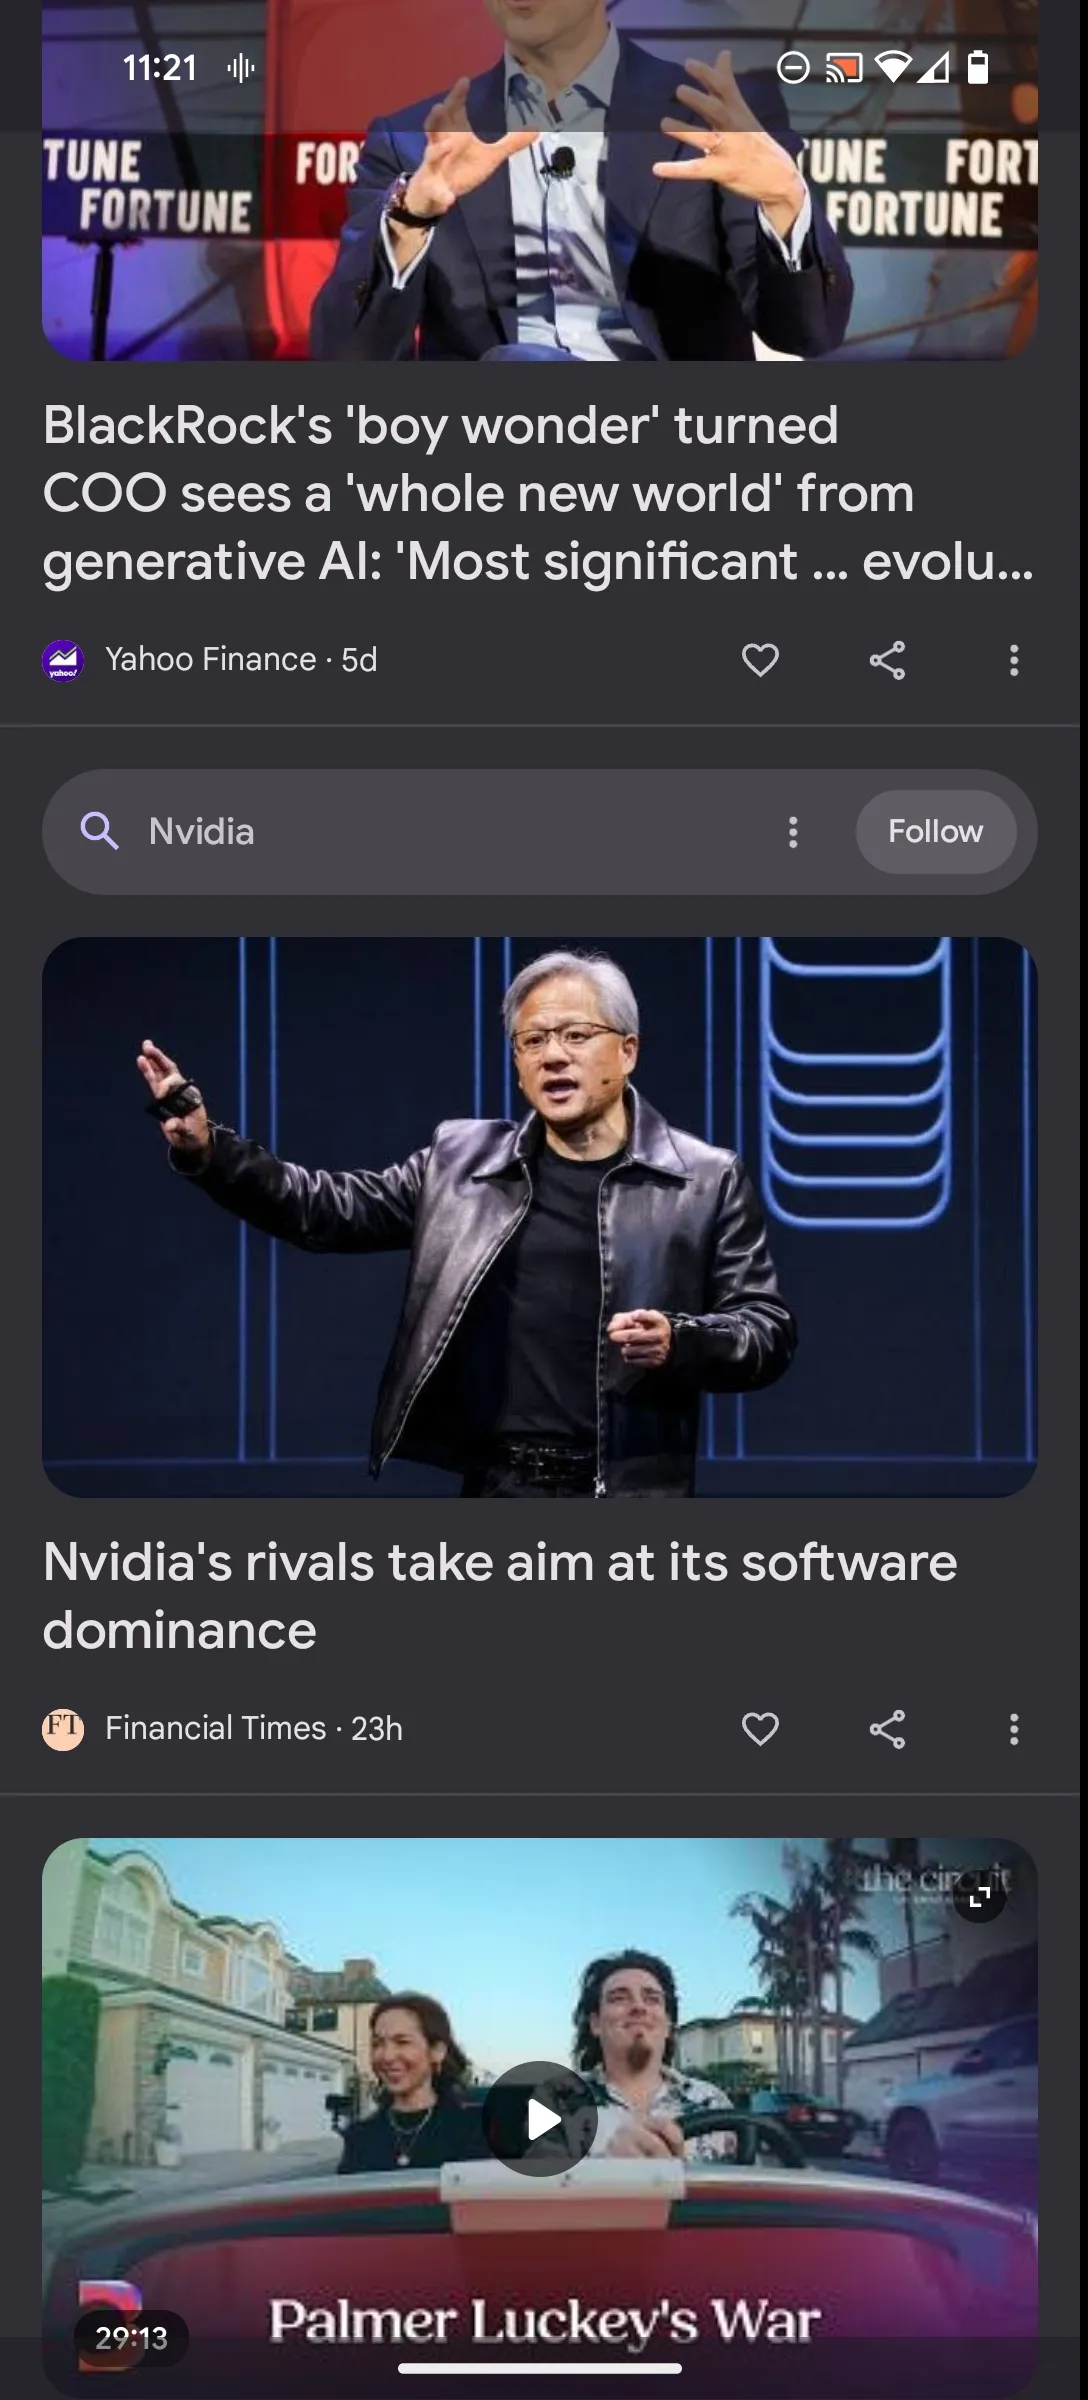 11:21
TUNE FOR TUNE FORT
FORTUNE FORTUNE
BlackRock's 'boy wonder' turned
COO sees a 'whole new world' from
generative AI: 'Most significant ... evolu...
yahoo!
Yahoo Finance · 5d
Nvidia
Follow
Nvidia's rivals take aim at its software
dominance
FT
Financial Times · 23h
the circuit
Palmer Luckey's War
29:13